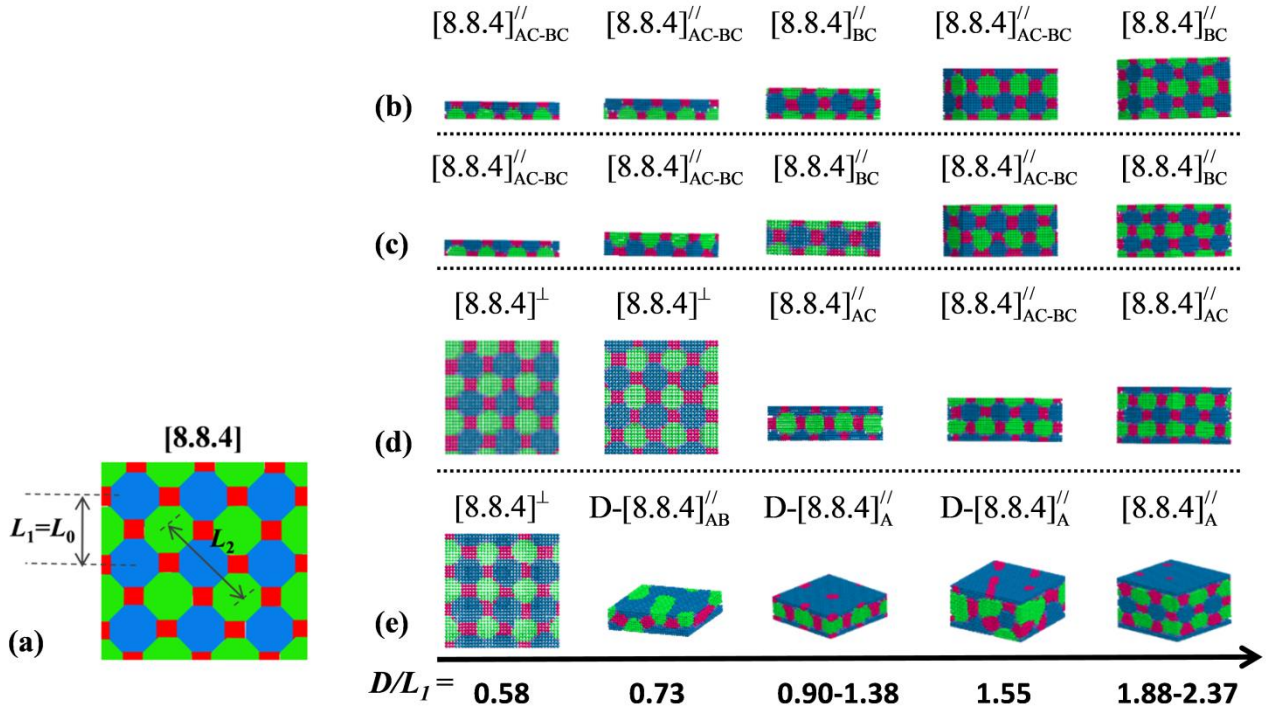 [8.8.4]//AC-BC [8.8.4]//AC-BC [8.8.4]//BC [8.8.4]//AC-BC [8.8.4]//BC
(b)
[8.8.4]//AC-BC [8.8.4]//AC-BC [8.8.4]//BC [8.8.4]//AC-BC [8.8.4]//BC
(c)
[8.8.4]⊥ [8.8.4]⊥ [8.8.4]//AC [8.8.4]//AC-BC [8.8.4]//AC
(d)
[8.8.4]
L1=L0
L2
(a)
[8.8.4]⊥ D-[8.8.4]//AB D-[8.8.4]//A D-[8.8.4]//A [8.8.4]//A
(e)
D/L1= 0.58 0.73 0.90-1.38 1.55 1.88-2.37